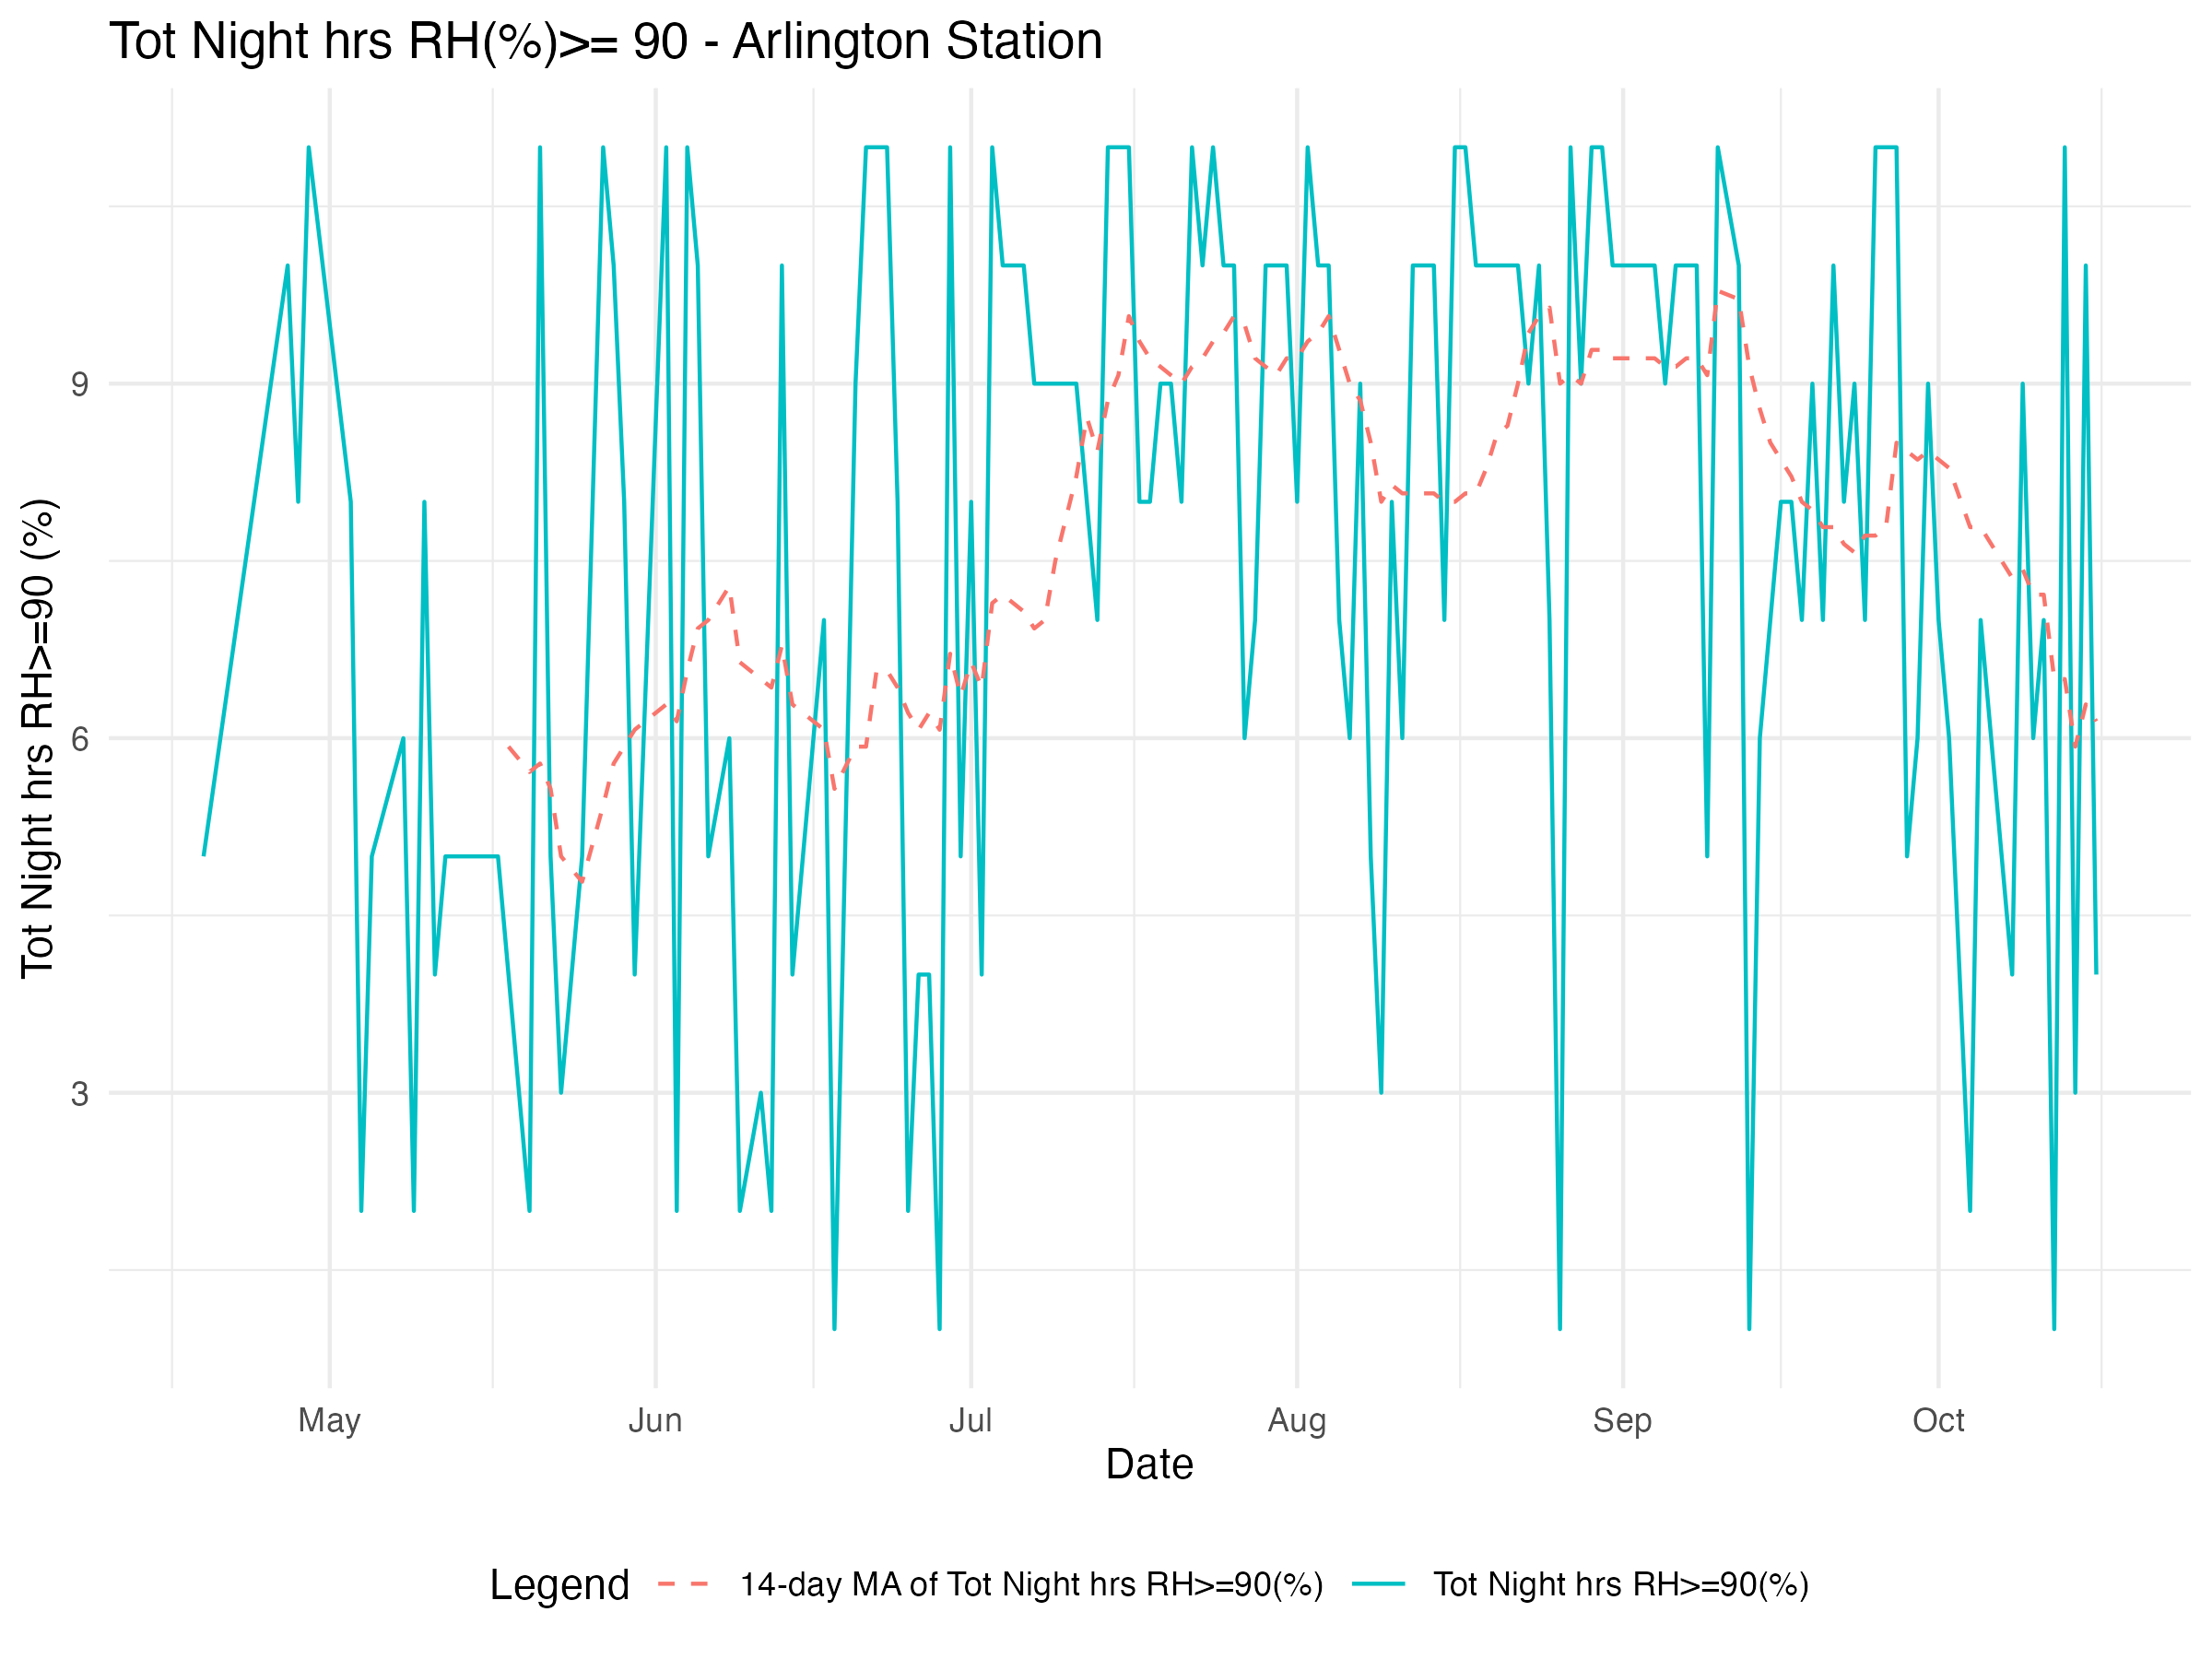 Tot Night hrs RH(%)>= 90 - Arlington Station
Tot Night hrs RH>=90 (%)
9
6
3
May Jun Jul Aug Sep Oct
Date
Legend 14-day MA of Tot Night hrs RH>=90(%) Tot Night hrs RH>=90(%)